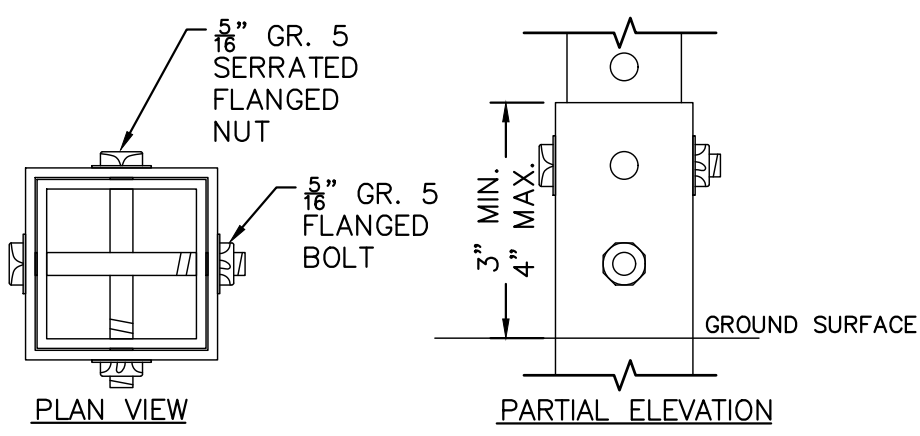 5/16" GR. 5
SERRATED
FLANGED
NUT
5/16" GR. 5
FLANGED
BOLT
3" MIN.
4" MAX.
GROUND SURFACE
PLAN VIEW
PARTIAL ELEVATION